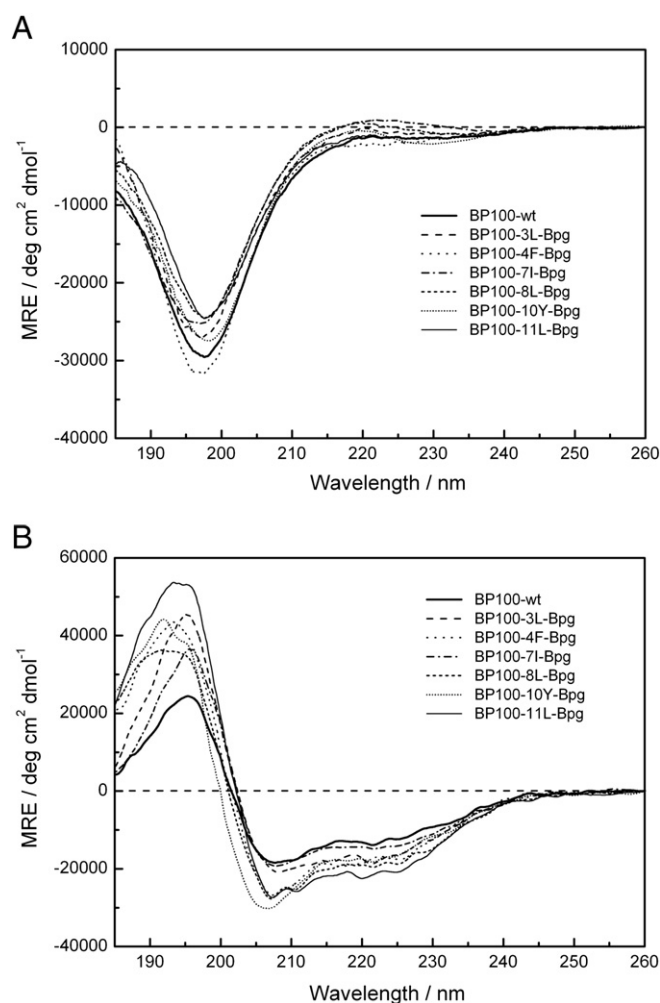 A
10000
0
-10000
-20000
-30000
-40000
MRE / deg cm² dmol⁻¹
BP100-wt
BP100-3L-Bpg
BP100-4F-Bpg
BP100-7I-Bpg
BP100-8L-Bpg
BP100-10Y-Bpg
BP100-11L-Bpg
190 200 210 220 230 240 250 260
Wavelength / nm
B
60000
40000
20000
0
-20000
-40000
MRE / deg cm² dmol⁻¹
BP100-wt
BP100-3L-Bpg
BP100-4F-Bpg
BP100-7I-Bpg
BP100-8L-Bpg
BP100-10Y-Bpg
BP100-11L-Bpg
190 200 210 220 230 240 250 260
Wavelength / nm